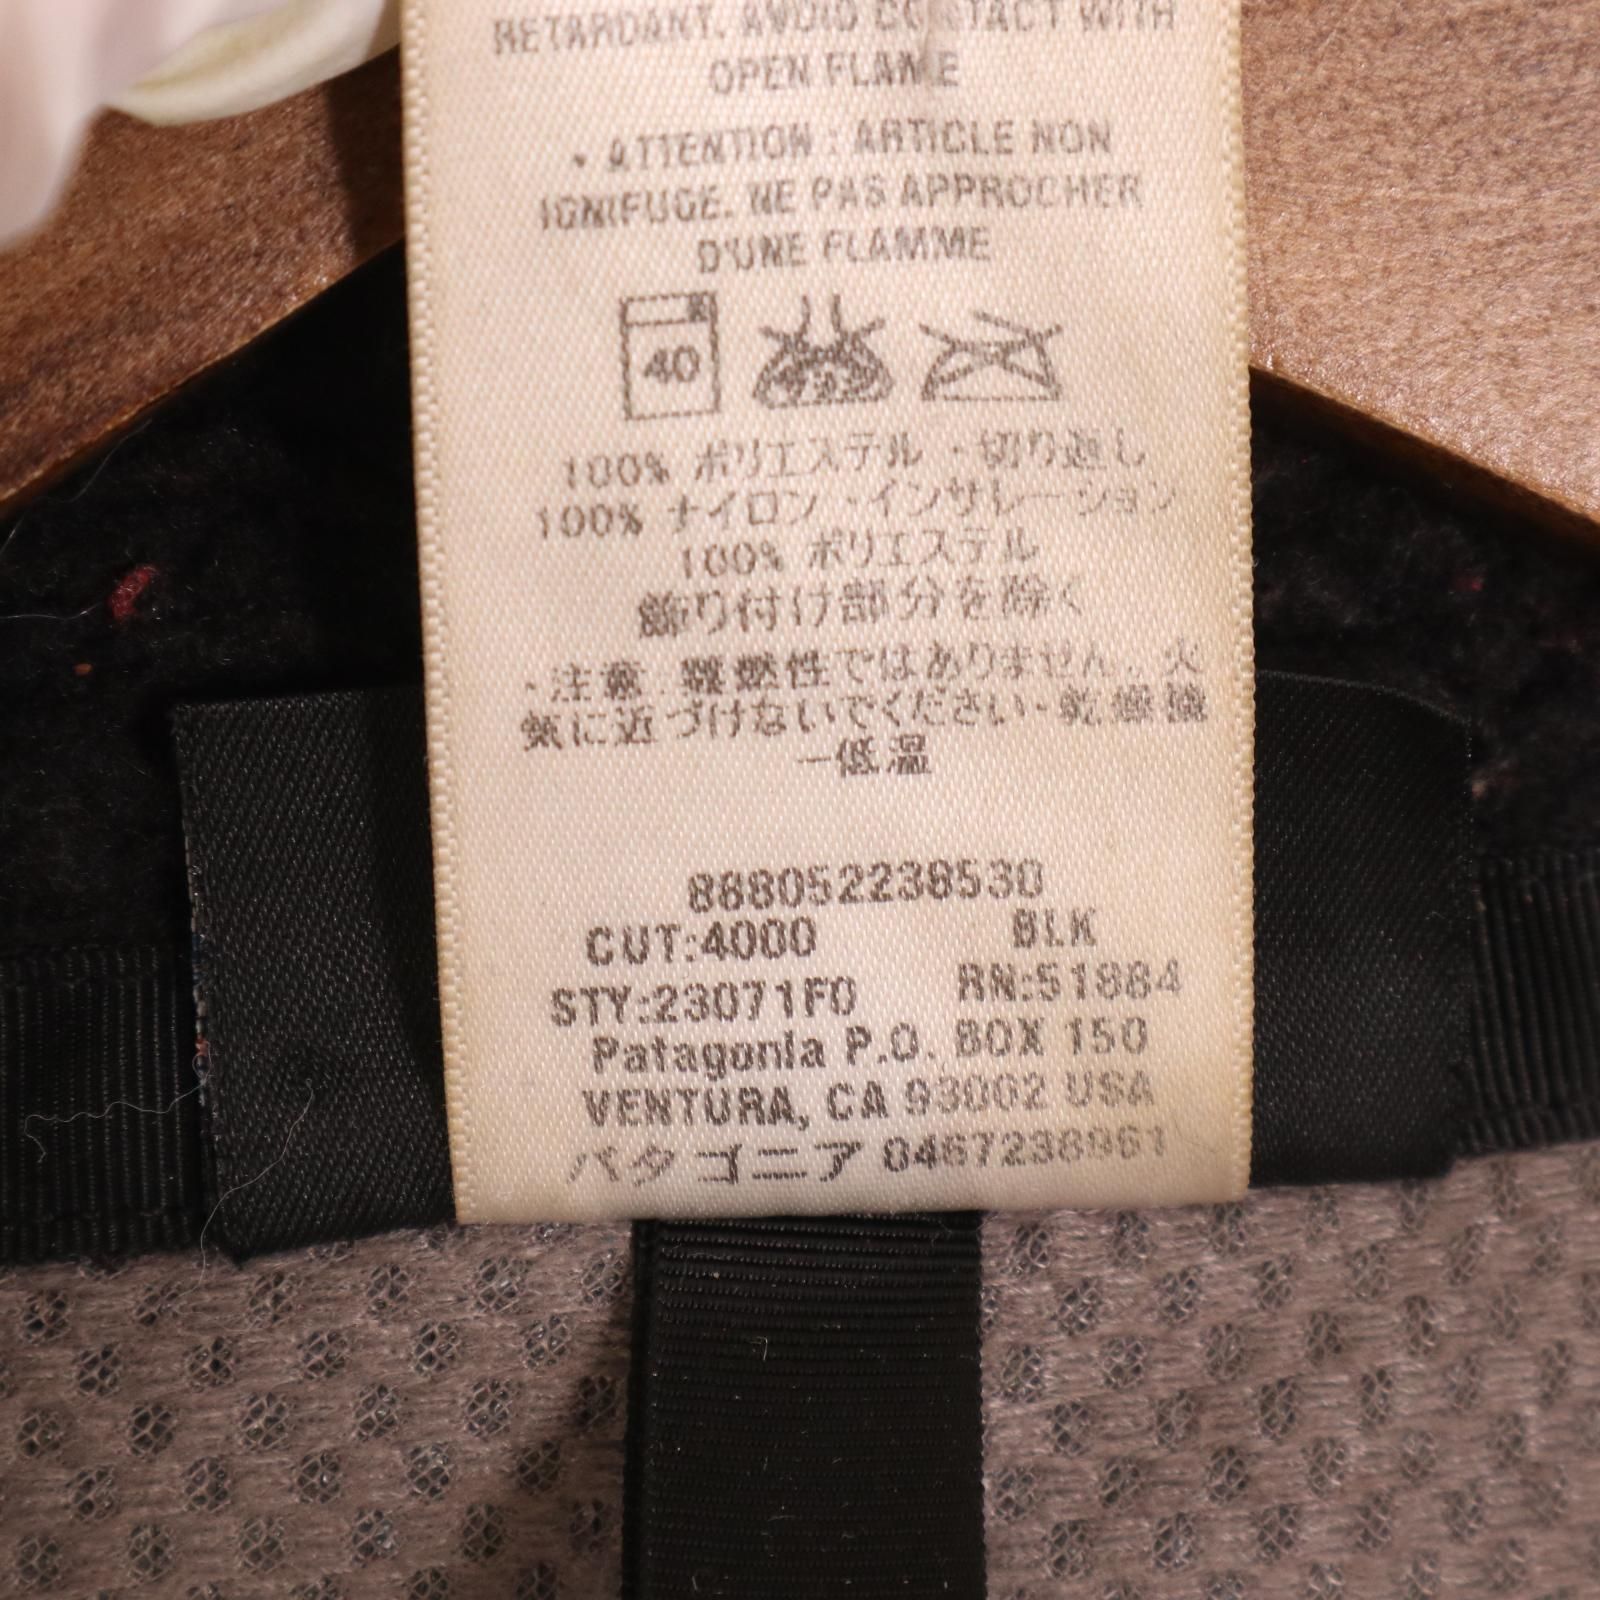 RETARDANT. AVOID CONTACT WITH
OPEN FLAME
• ATTENTION : ARTICLE NON
IGNIFUGE. NE PAS APPROCHER
D'UNE FLAMME
40
100% ポリエステル ・切り返し
100% ナイロン ・インサレーション
100% ポリエステル
飾り付け部分を除く
・注意：難燃性ではありません。火
気に近づけないでください・乾燥機
–低温
888052238530
CUT:4000 BLK
STY:23071F0 RN:51884
Patagonia P.O. BOX 150
VENTURA, CA 93002 USA
パタゴニア 0467238961